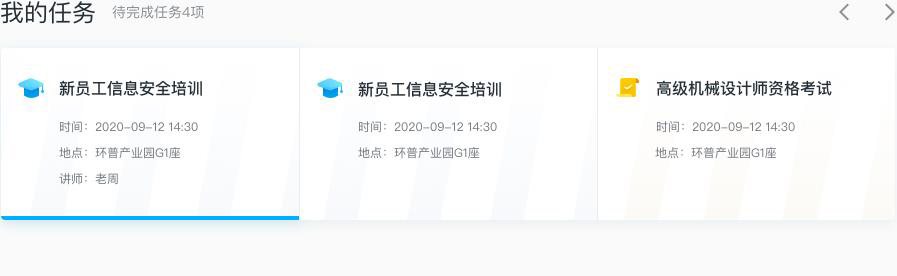 我的任务 待完成任务4项
新员工信息安全培训
时间：2020-09-12 14:30
地点：环普产业园G1座
讲师：老周
新员工信息安全培训
时间：2020-09-12 14:30
地点：环普产业园G1座
高级机械设计师资格考试
时间：2020-09-12 14:30
地点：环普产业园G1座